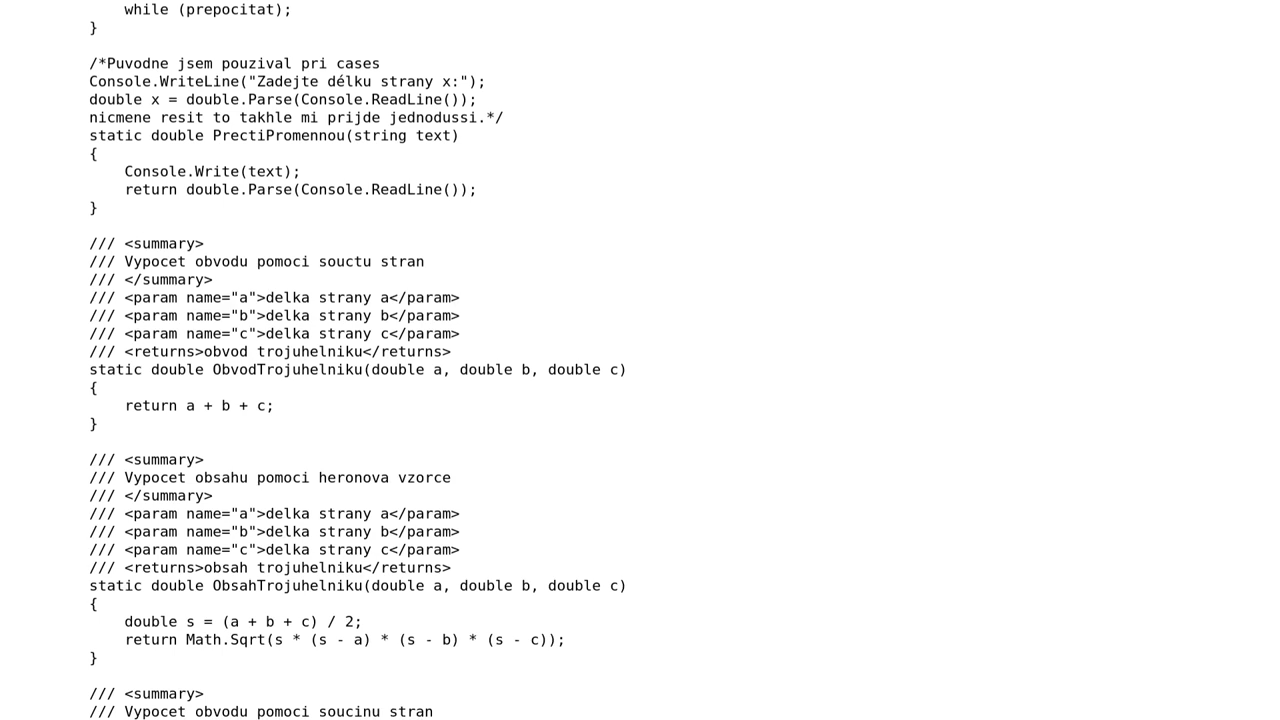 while (prepocitat);
}
/*Puvodne jsem pouzival pri cases
Console.WriteLine("Zadejte délku strany x:");
double x = double.Parse(Console.ReadLine());
nicmene resit to takhle mi prijde jednodussi.*/
static double PrectiPromennou(string text)
{
Console.Write(text);
return double.Parse(Console.ReadLine());
}
/// <summary>
/// Vypocet obvodu pomoci souctu stran
/// </summary>
/// <param name="a">delka strany a</param>
/// <param name="b">delka strany b</param>
/// <param name="c">delka strany c</param>
/// <returns>obvod trojuhelniku</returns>
static double ObvodTrojuhelniku(double a, double b, double c)
{
return a + b + c;
}
/// <summary>
/// Vypocet obsahu pomoci heronova vzorce
/// </summary>
/// <param name="a">delka strany a</param>
/// <param name="b">delka strany b</param>
/// <param name="c">delka strany c</param>
/// <returns>obsah trojuhelniku</returns>
static double ObsahTrojuhelniku(double a, double b, double c)
{
double s = (a + b + c) / 2;
return Math.Sqrt(s * (s - a) * (s - b) * (s - c));
}
/// <summary>
/// Vypocet obvodu pomoci soucinu stran